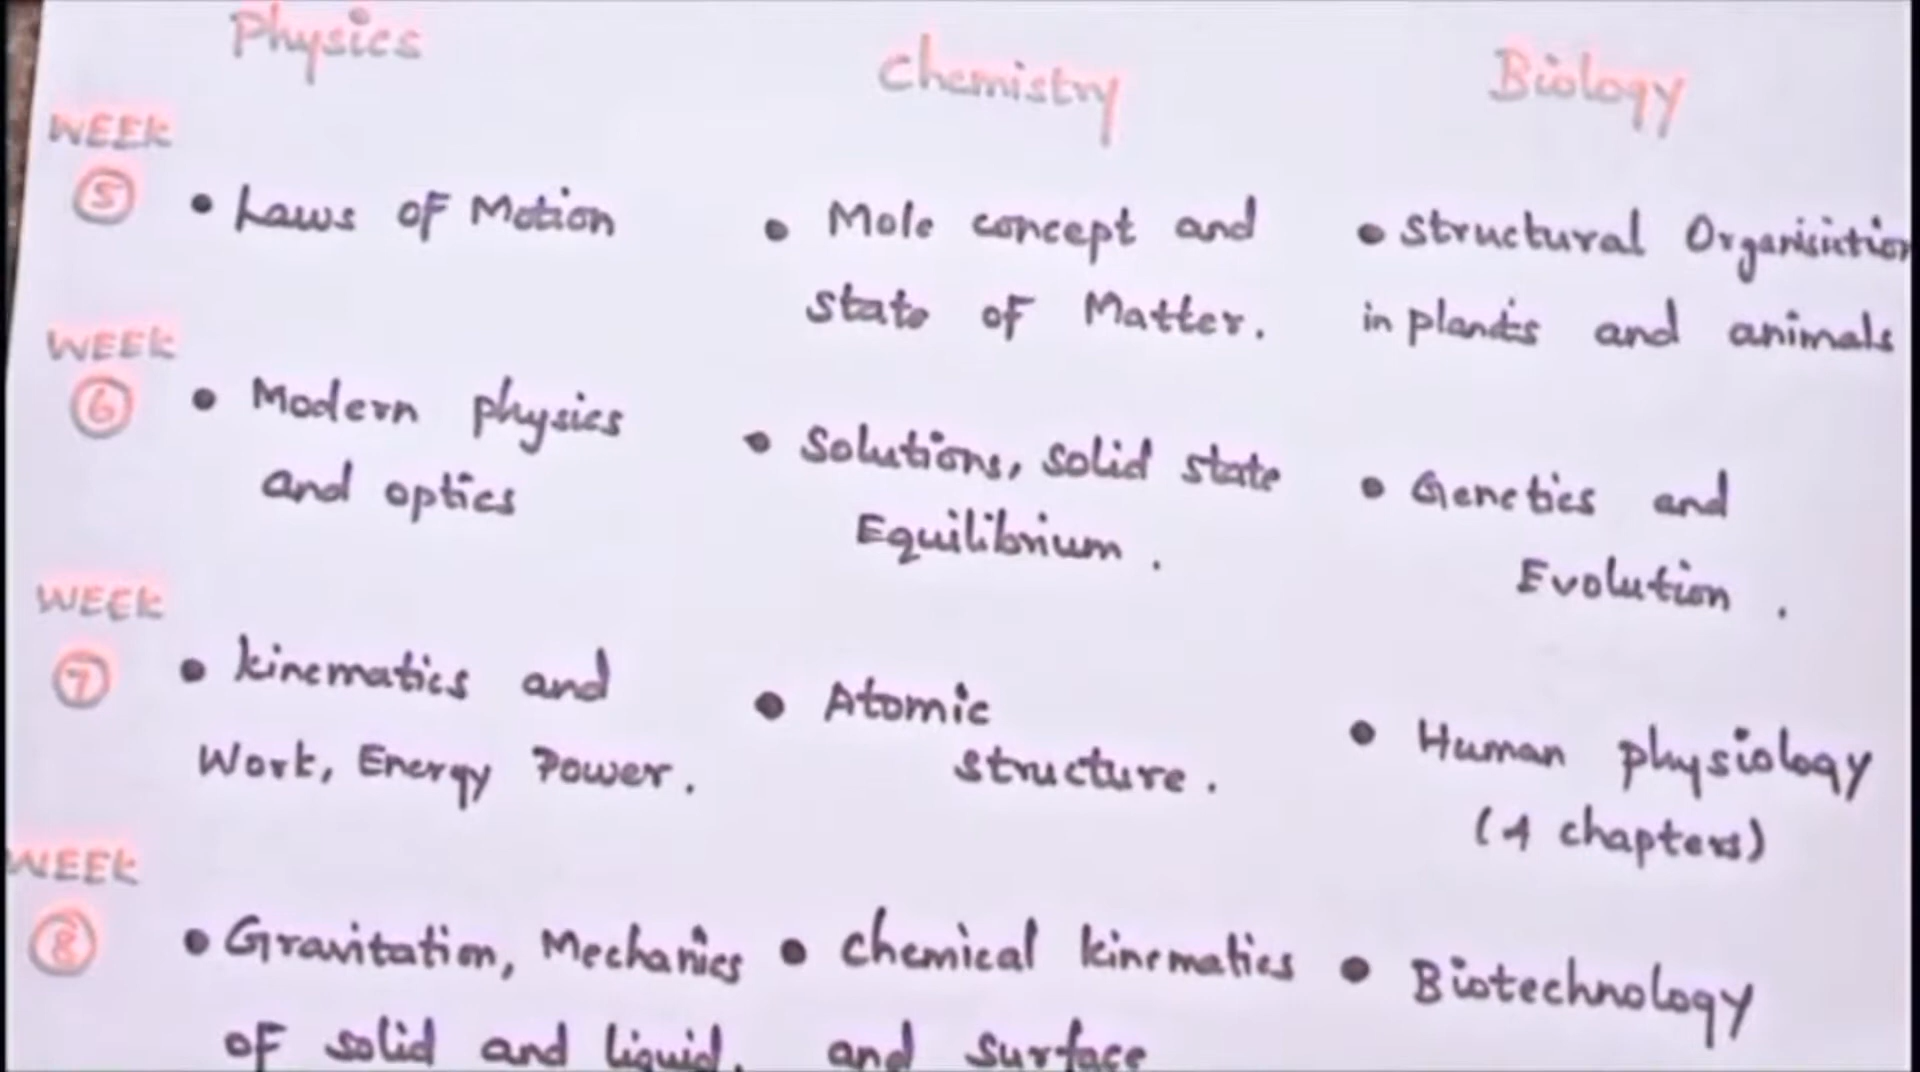 Physics Chemistry Biology
WEEK
5 • Laws of Motion • Mole concept and • Structural Organisation
State of Matter. in plants and animals
WEEK
6 • Modern physics • Solutions, solid state • Genetics and
and optics Equilibrium. Evolution.
WEEK
7 • kinematics and • Atomic • Human physiology
Work, Energy Power. structure. (4 chapters)
WEEK
8 • Gravitation, Mechanics • Chemical kinematics • Biotechnology
of solid and liquid. and surface